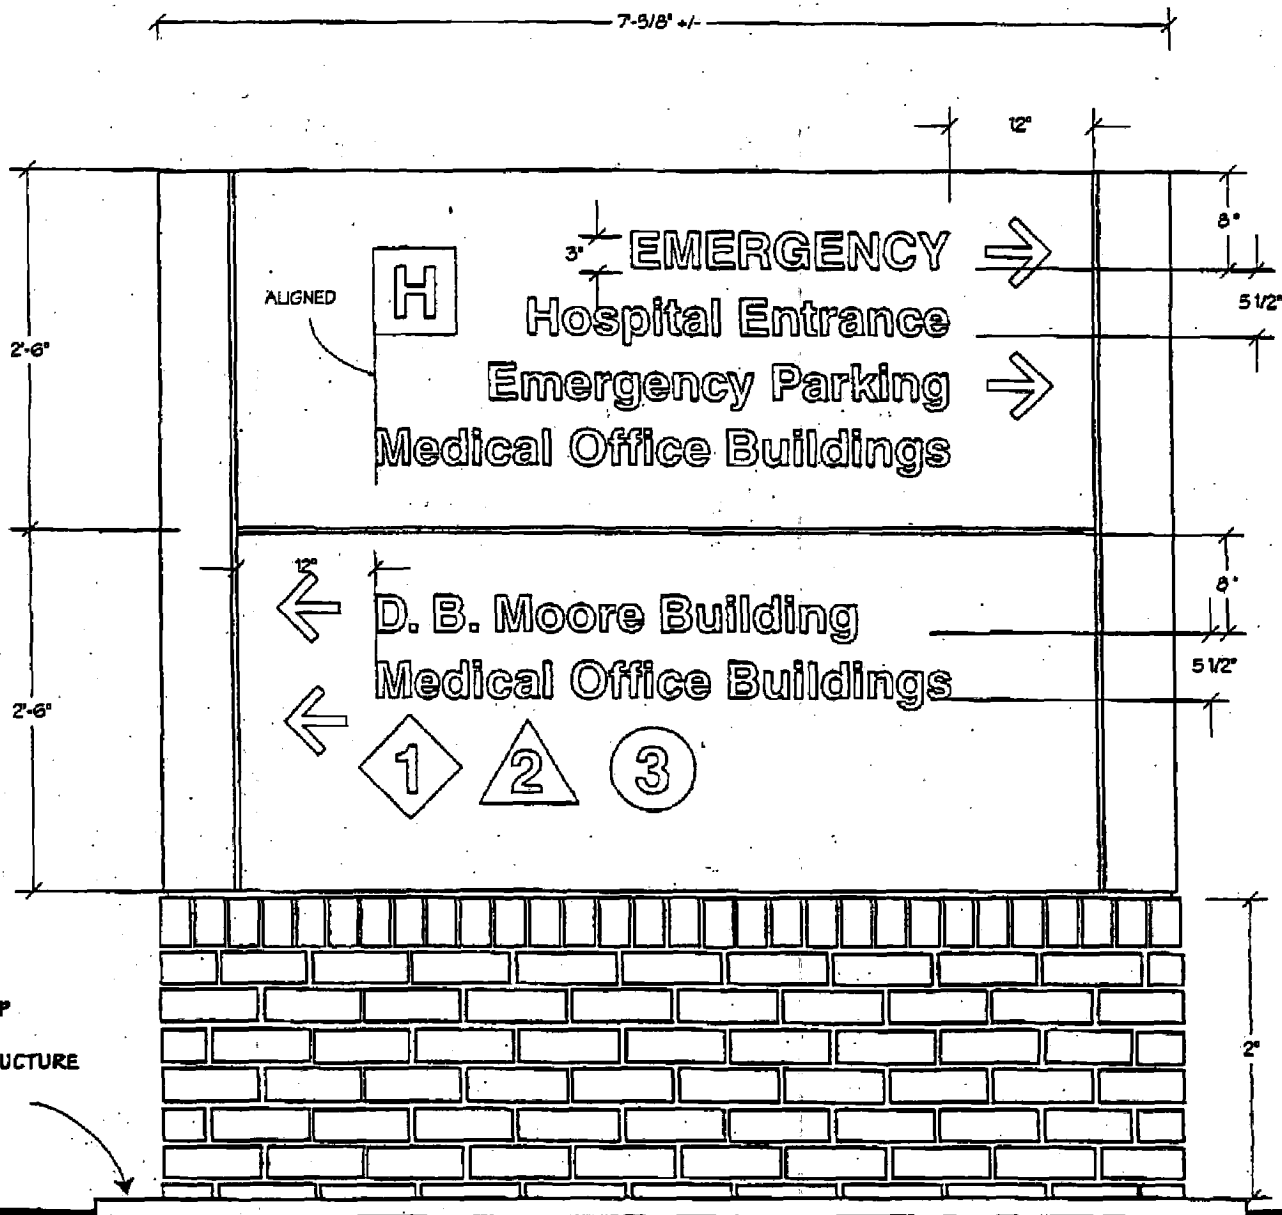 7'-5/8" +/-
12"
8"
3"
EMERGENCY
H
ALIGNED
5 1/2"
Hospital Entrance
2'-6"
Emergency Parking
Medical Office Buildings
12"
8"
D. B. Moore Building
5 1/2"
Medical Office Buildings
2'-6"
1 2 3
2"